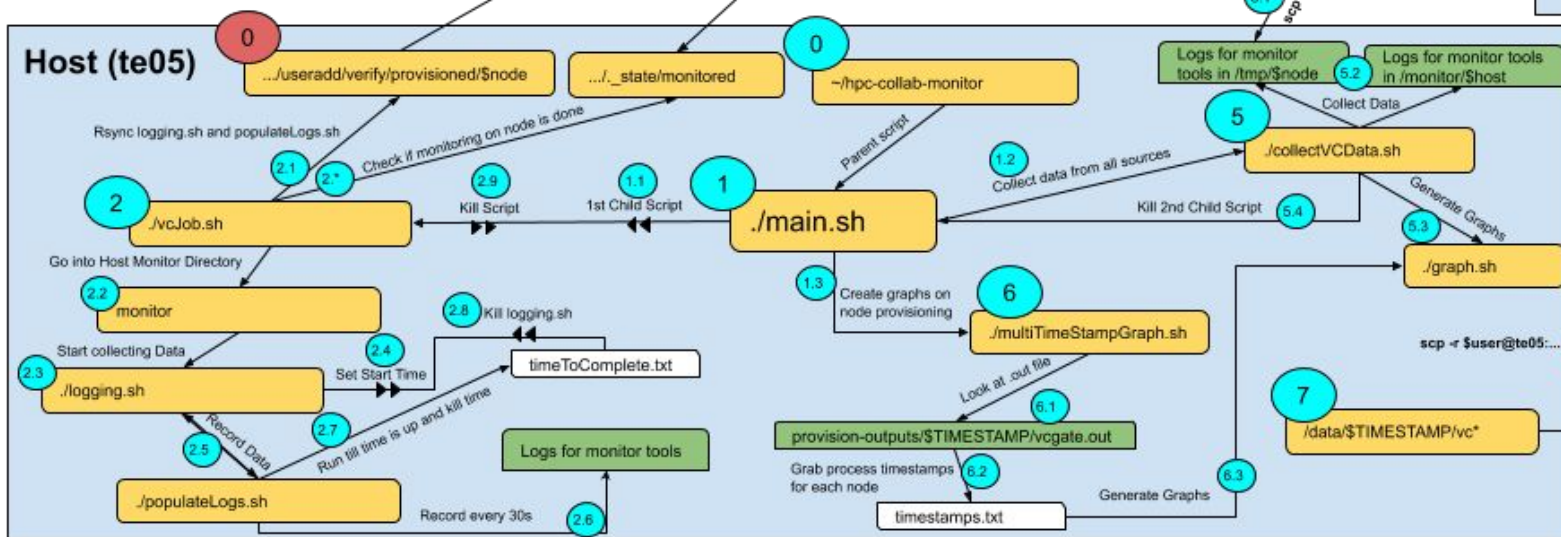 scp
0
0
Host (te05)
.../useradd/verify/provisioned/$node
.../._state/monitored
~/hpc-collab-monitor
Logs for monitor
tools in /tmp/$node
5.2
Logs for monitor tools
in /monitor/$host
Collect Data
Rsync logging.sh and populateLogs.sh
Check if monitoring on node is done
Parent script
5
./collectVCData.sh
2.1
2.*
2.9
1.1
1.2
Collect data from all sources
2
./vcJob.sh
Kill Script
1st Child Script
1
./main.sh
Kill 2nd Child Script
5.4
Generate Graphs
5.3
./graph.sh
Go into Host Monitor Directory
2.2
monitor
1.3
Create graphs on
node provisioning
6
./multiTimeStampGraph.sh
2.8
Kill logging.sh
Start collecting Data
2.4
Set Start Time
timeToComplete.txt
2.3
./logging.sh
scp -r $user@te05:...
Look at .out file
6.1
7
/data/$TIMESTAMP/vc*
Record Data
2.5
2.7
Run till time is up and kill time
Logs for monitor tools
provision-outputs/$TIMESTAMP/vcgate.out
Grab process timestamps
for each node
6.2
6.3
Generate Graphs
./populateLogs.sh
Record every 30s
2.6
timestamps.txt